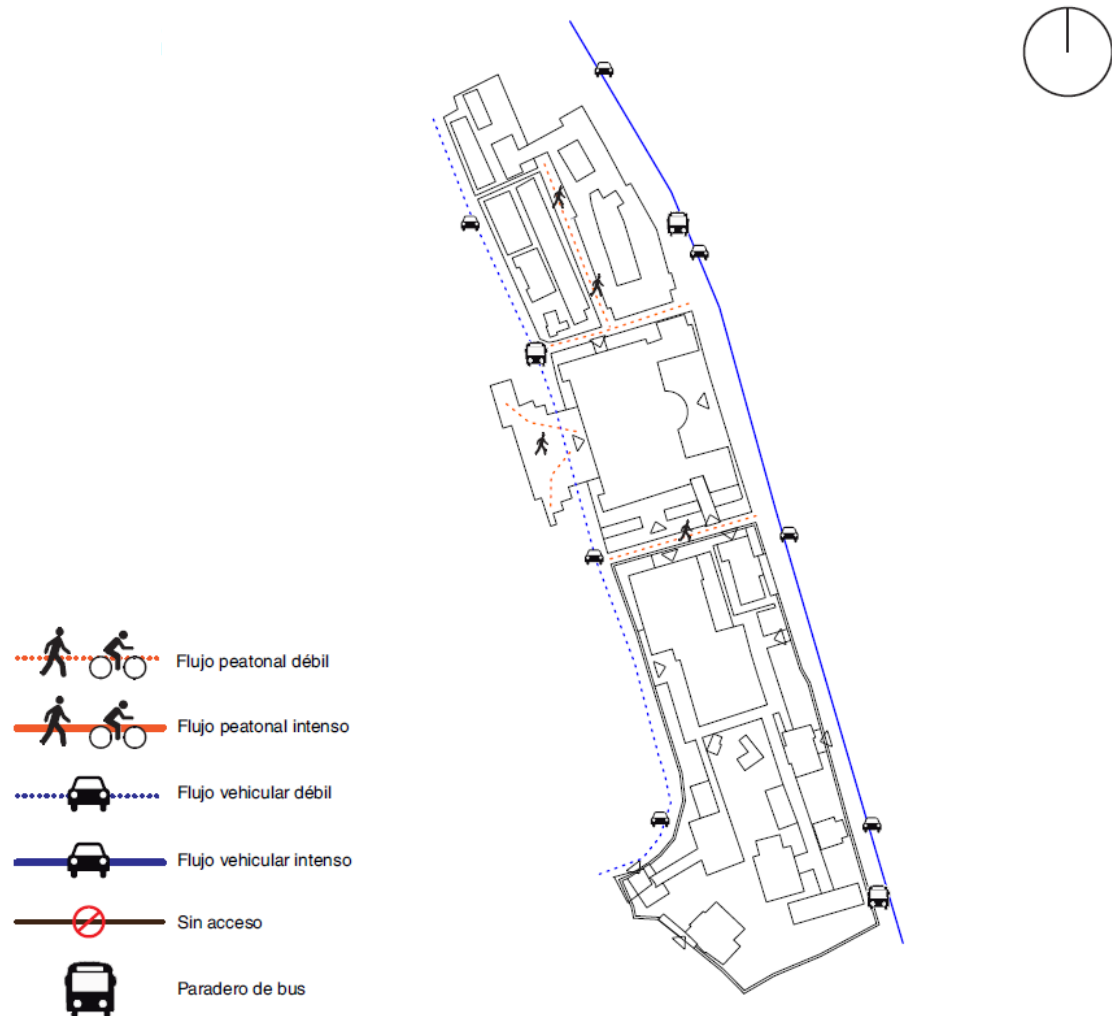 Flujo peatonal débil
Flujo peatonal intenso
Flujo vehicular débil
Flujo vehicular intenso
Sin acceso
Paradero de bus